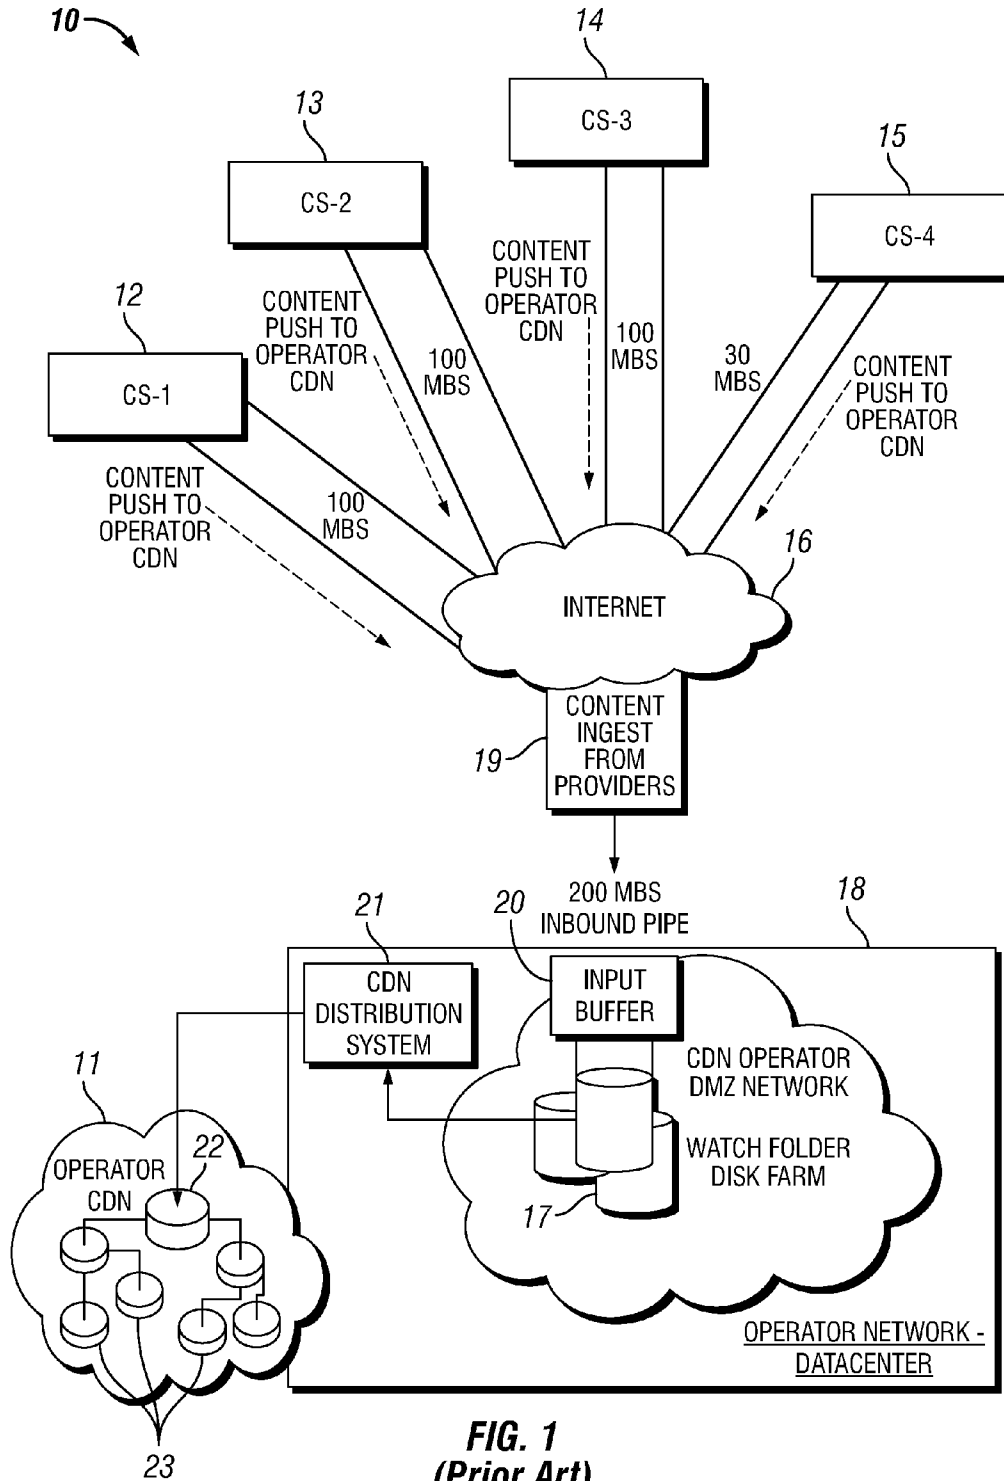 10
14
CS-3
13
CS-2
15
CS-4
12
CS-1
CONTENT
PUSH TO
OPERATOR
CDN
100
MBS
CONTENT
PUSH TO
OPERATOR
CDN
100
MBS
CONTENT
PUSH TO
OPERATOR
CDN
100
MBS
30
MBS
CONTENT
PUSH TO
OPERATOR
CDN
16
INTERNET
19
CONTENT
INGEST
FROM
PROVIDERS
200 MBS
INBOUND PIPE
18
21
CDN
DISTRIBUTION
SYSTEM
20
INPUT
BUFFER
CDN OPERATOR
DMZ NETWORK
WATCH FOLDER
DISK FARM
17
11
OPERATOR
CDN
22
23
OPERATOR NETWORK -
DATACENTER
FIG. 1
(Prior Art)